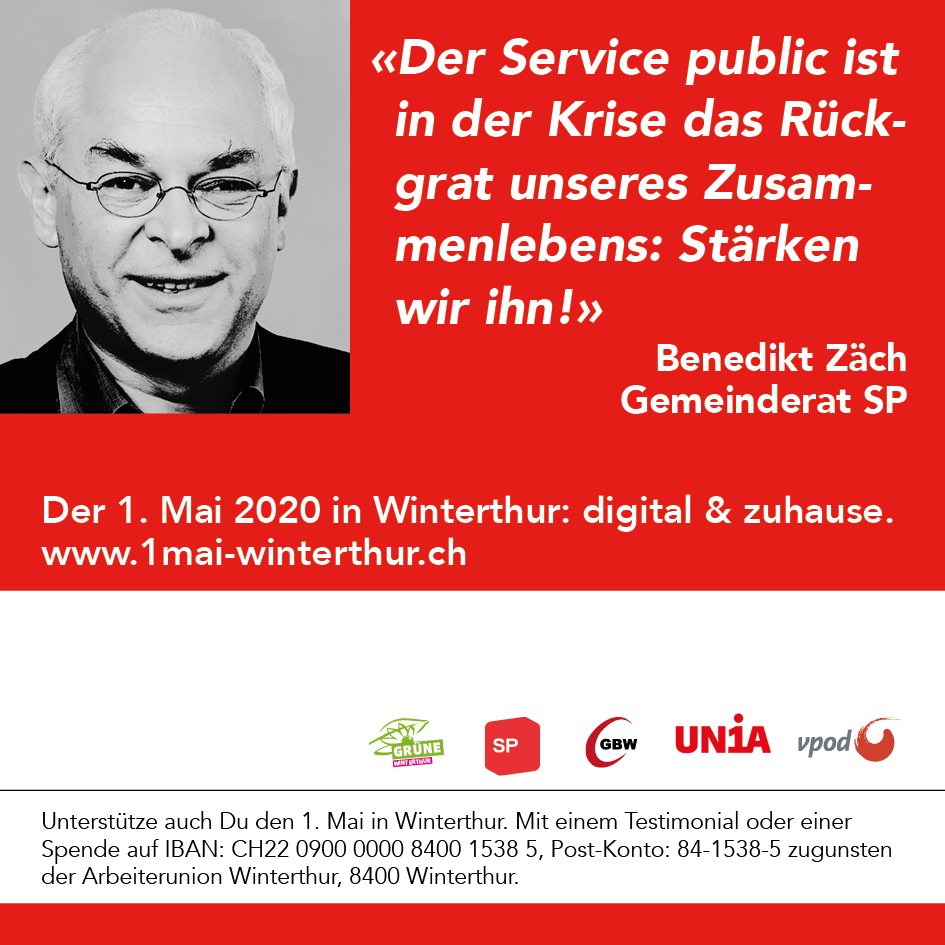 «Der Service public ist
in der Krise das Rück-
grat unseres Zusam-
menlebens: Stärken
wir ihn!»
Benedikt Zäch
Gemeinderat SP
Der 1. Mai 2020 in Winterthur: digital & zuhause.
www.1mai-winterthur.ch
GRÜNE
WINTERTHUR
SP
GBW
UNiA
vpod
Unterstütze auch Du den 1. Mai in Winterthur. Mit einem Testimonial oder einer
Spende auf IBAN: CH22 0900 0000 8400 1538 5, Post-Konto: 84-1538-5 zugunsten
der Arbeiterunion Winterthur, 8400 Winterthur.